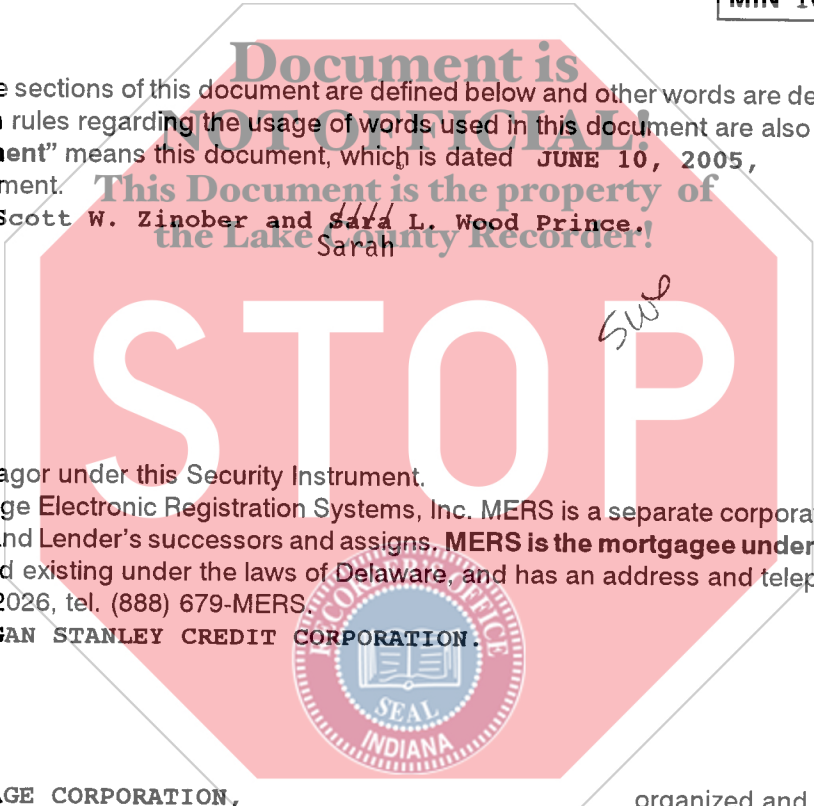 MIN
Document is
e sections of this document are defined below and other words are de
n rules regarding the usage of words used in this document are also
NOT OFFICIAL!
ment" means this document, which is dated JUNE 10, 2005,
ment.
This Document is the property of
Scott W. Zinober and Sara L. Wood Prince.
the Lake County Recorder!
Sarah
SWP
STOP
agor under this Security Instrument.
ge Electronic Registration Systems, Inc. MERS is a separate corpora
nd Lender's successors and assigns. MERS is the mortgagee under
d existing under the laws of Delaware, and has an address and telep
2026, tel. (888) 679-MERS.
GAN STANLEY CREDIT CORPORATION.
RECORDER'S OFFICE
SEAL
INDIANA
AGE CORPORATION,
organized and